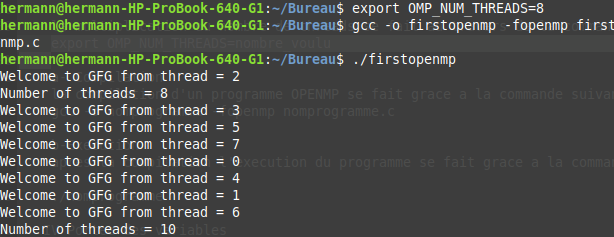 hermann@hermann-HP-ProBook-640-G1:~/Bureau$ export OMP_NUM_THREADS=8
hermann@hermann-HP-ProBook-640-G1:~/Bureau$ gcc -o firstopenmp -fopenmp first
nmp.c
hermann@hermann-HP-ProBook-640-G1:~/Bureau$ ./firstopenmp
Welcome to GFG from thread = 2
Number of threads = 8
Welcome to GFG from thread = 3
Welcome to GFG from thread = 5
Welcome to GFG from thread = 7
Welcome to GFG from thread = 0
Welcome to GFG from thread = 4
Welcome to GFG from thread = 1
Welcome to GFG from thread = 6
Number of threads = 10